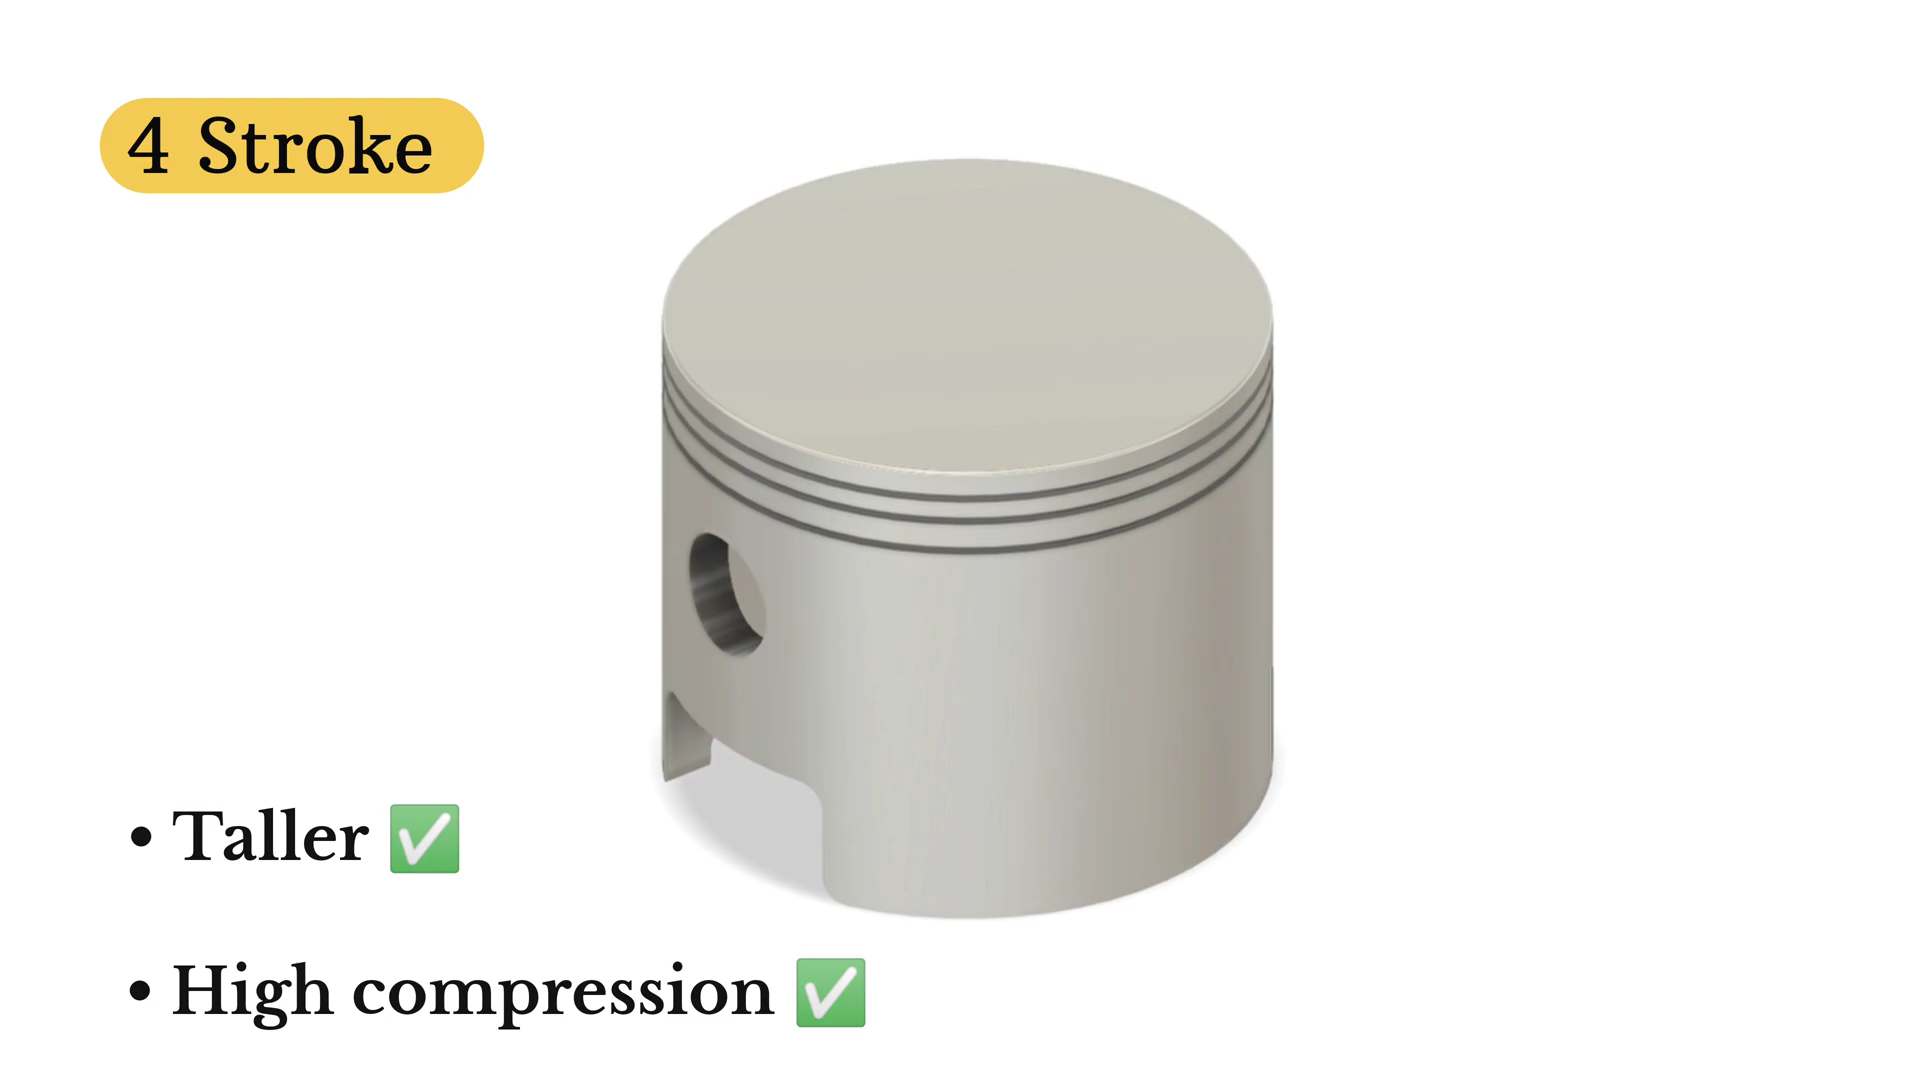 4 Stroke
• Taller ✅
• High compression ✅